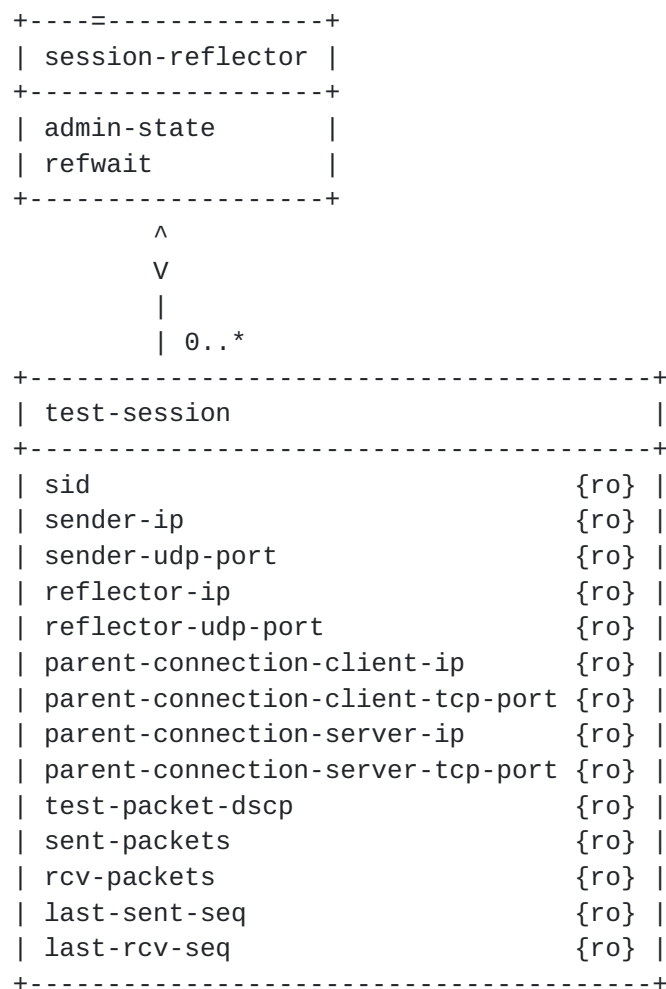 +----=--------------+
| session-reflector |
+-------------------+
| admin-state       |
| refwait           |
+-------------------+
         ^
         V
         |
         | 0..*
+----------------------------------------+
| test-session                           |
+----------------------------------------+
| sid                               {ro} |
| sender-ip                         {ro} |
| sender-udp-port                   {ro} |
| reflector-ip                      {ro} |
| reflector-udp-port                {ro} |
| parent-connection-client-ip       {ro} |
| parent-connection-client-tcp-port {ro} |
| parent-connection-server-ip       {ro} |
| parent-connection-server-tcp-port {ro} |
| test-packet-dscp                  {ro} |
| sent-packets                      {ro} |
| rcv-packets                       {ro} |
| last-sent-seq                     {ro} |
| last-rcv-seq                      {ro} |
+----------------------------------------+